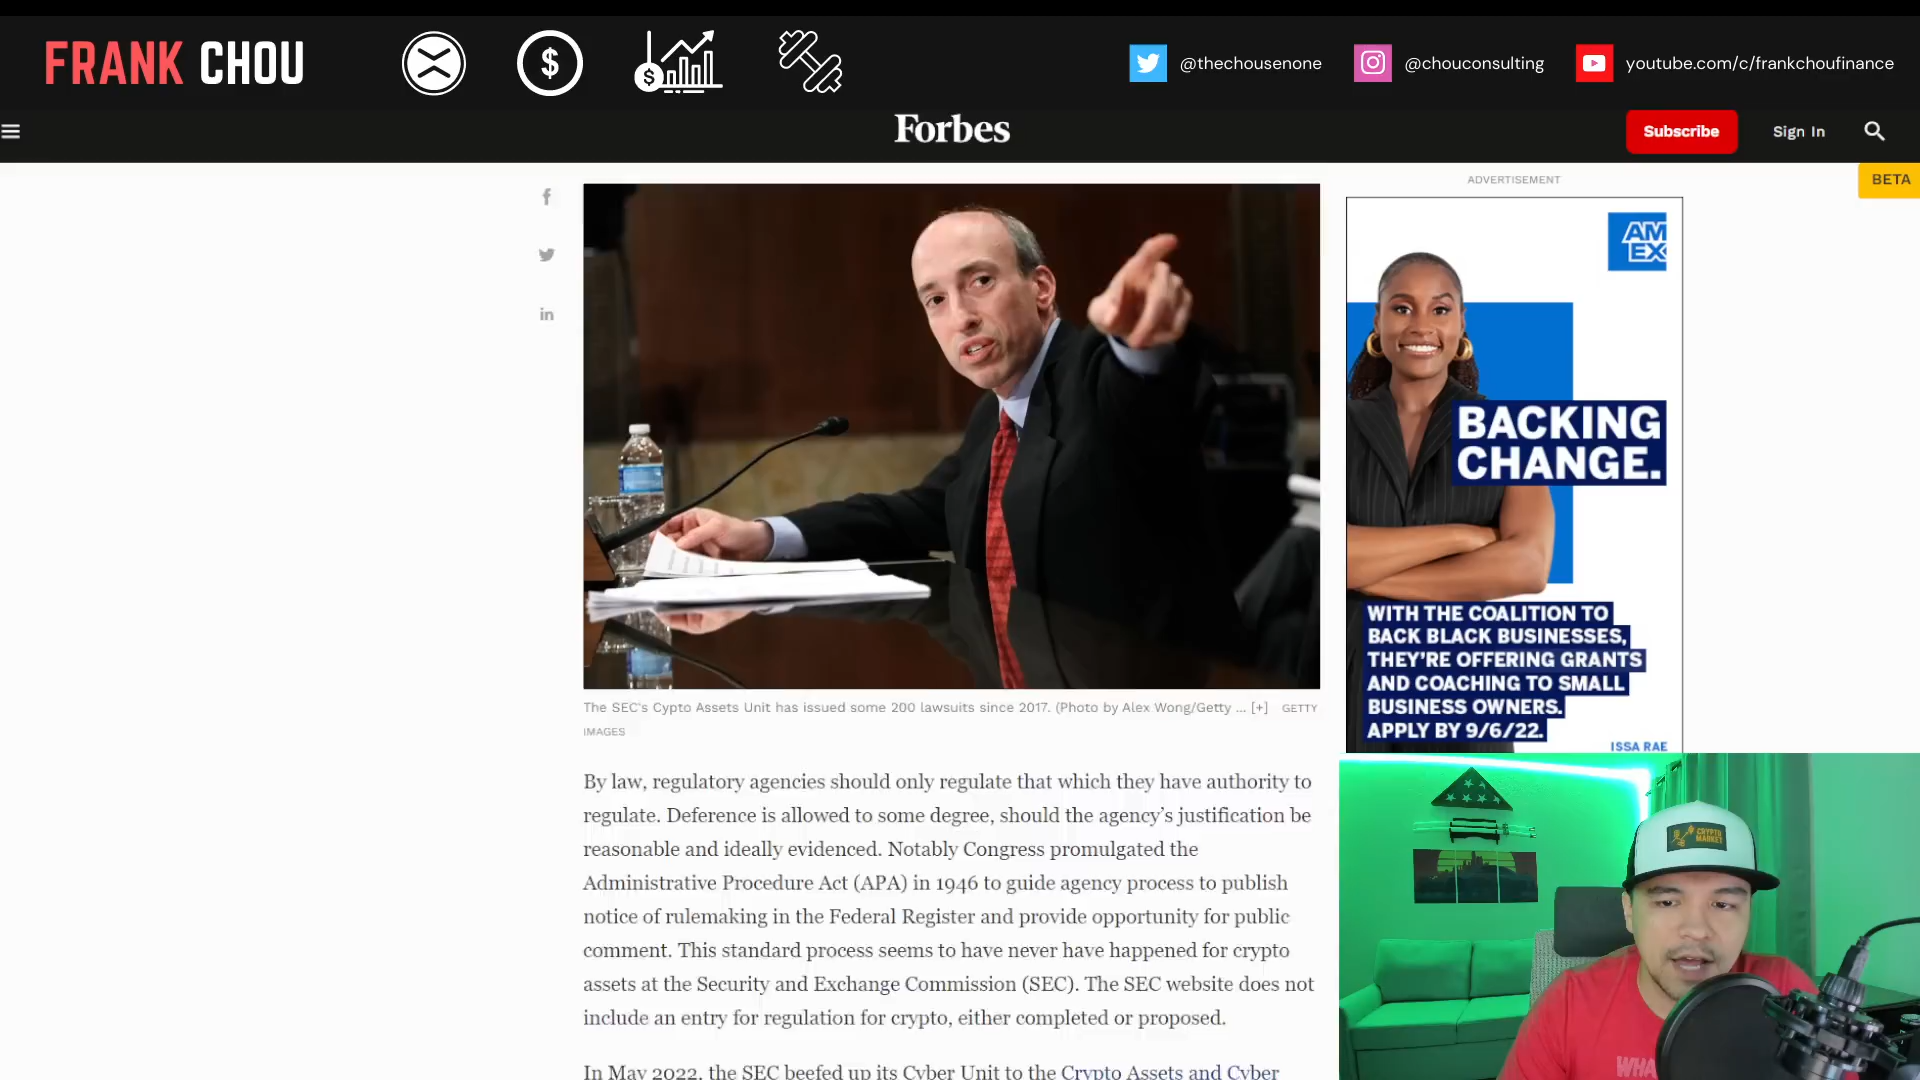 FRANK CHOU
$
$
@thechousenone
@chouconsulting
youtube.com/c/frankchoufinance
Forbes
Subscribe
Sign In
ADVERTISEMENT
BETA
f
in
AM
EX
BACKING
CHANGE.
WITH THE COALITION TO
BACK BLACK BUSINESSES,
THEY'RE OFFERING GRANTS
AND COACHING TO SMALL
BUSINESS OWNERS.
APPLY BY 9/6/22.
ISSA RAE
The SEC's Cypto Assets Unit has issued some 200 lawsuits since 2017. (Photo by Alex Wong/Getty ... [+] GETTY
IMAGES
By law, regulatory agencies should only regulate that which they have authority to
regulate. Deference is allowed to some degree, should the agency's justification be
reasonable and ideally evidenced. Notably Congress promulgated the
Administrative Procedure Act (APA) in 1946 to guide agency process to publish
notice of rulemaking in the Federal Register and provide opportunity for public
comment. This standard process seems to have never have happened for crypto
assets at the Security and Exchange Commission (SEC). The SEC website does not
include an entry for regulation for crypto, either completed or proposed.
In May 2022, the SEC beefed up its Cyber Unit to the Crypto Assets and Cyber
CRYPTO
MARKET